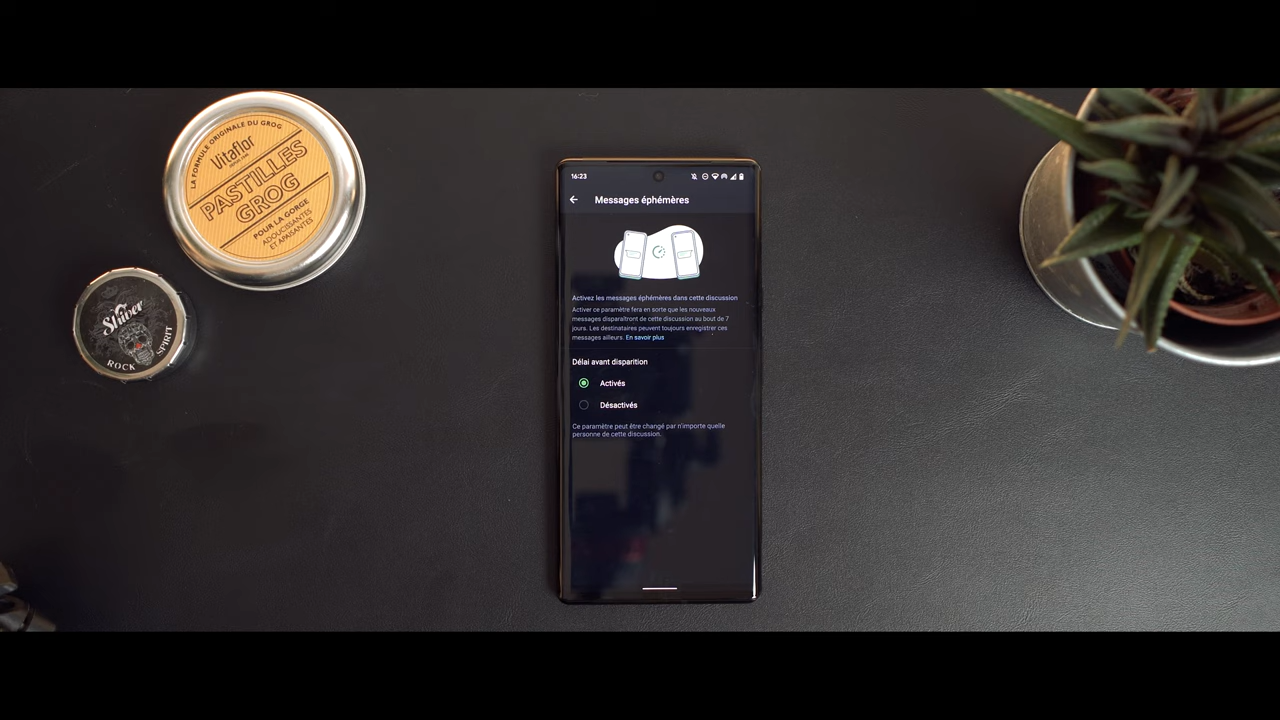 LA FORMULE ORIGINALE DU GROG
Vitaflor
PASTILLES
GROG
POUR LA GORGE
ADOUCISSANTES
ET APAISANTES
Shiver
ROCK SPIRIT
16:23
Messages éphémères
Activez les messages éphémères dans cette discussion
Activer ce paramètre fera en sorte que les nouveaux
messages disparaîtront de cette discussion au bout de 7
jours. Les destinataires peuvent toujours enregistrer ces
messages ailleurs. En savoir plus
Délai avant disparition
Activés
Désactivés
Ce paramètre peut être changé par n'importe quelle
personne de cette discussion.